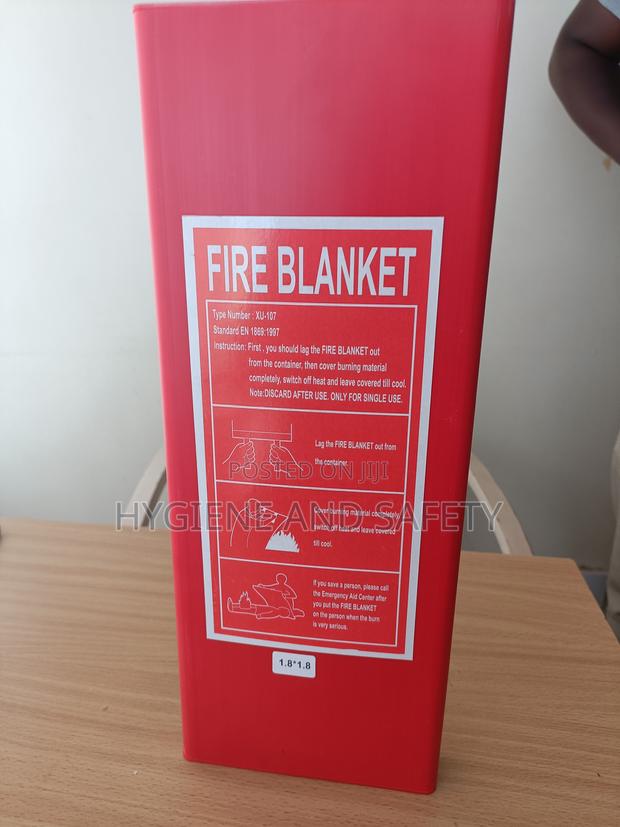 FIRE BLANKET
Type Number : XU-107
Standard EN 1869:1997
Instruction: First , you should lag the FIRE BLANKET out
from the container, then cover burning material
completely, switch off heat and leave covered till cool.
Note:DISCARD AFTER USE. ONLY FOR SINGLE USE.
Lag the FIRE BLANKET out from
the container.
POSTED ON JIJI
HYGIENE AND SAFETY
Cover burning material completely,
switch off heat and leave covered
till cool.
If you save a person, please call
the Emergency Aid Center after
you put the FIRE BLANKET
on the person when the burn
is very serious.
1.8*1.8